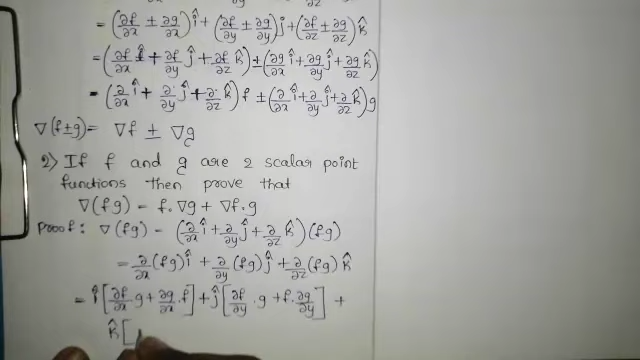 = (∂f/∂x ± ∂g/∂x) î + (∂f/∂y ± ∂g/∂y) ĵ + (∂f/∂z ± ∂g/∂z) k̂
= (∂f/∂x î + ∂f/∂y ĵ + ∂f/∂z k̂) ± (∂g/∂x î + ∂g/∂y ĵ + ∂g/∂z k̂)
= (∂/∂x î + ∂/∂y ĵ + ∂/∂z k̂) f ± (∂/∂x î + ∂/∂y ĵ + ∂/∂z k̂) g
∇(f±g) = ∇f ± ∇g
2) If f and g are 2 scalar point
functions then prove that
∇(fg) = f.∇g + ∇f.g
Proof: ∇(fg) = (∂/∂x î + ∂/∂y ĵ + ∂/∂z k̂) (fg)
= ∂/∂x (fg) î + ∂/∂y (fg) ĵ + ∂/∂z (fg) k̂
= î [∂f/∂x .g + ∂g/∂x .f] + ĵ [∂f/∂y .g + f.∂g/∂y] +
k̂ [